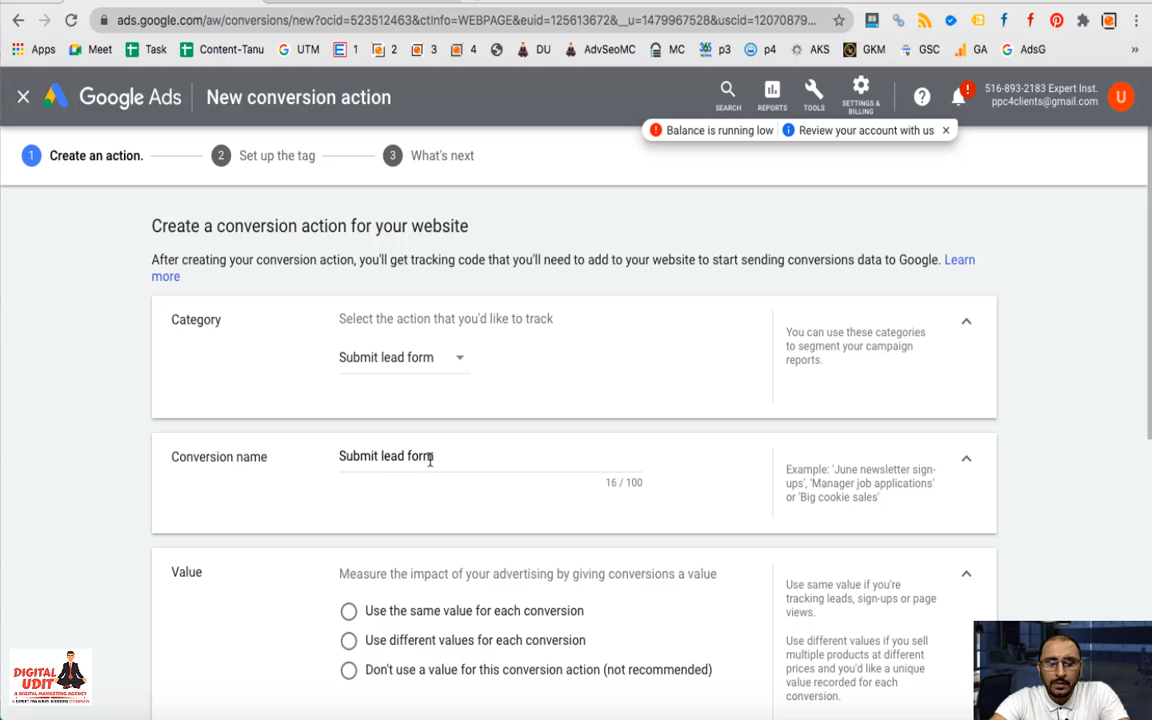 ads.google.com/aw/conversions/new?ocid=523512463&ctInfo=WEBPAGE&euid=125613672&__u=1479967528&uscid=12070879...
Apps Meet Task Content-Tanu UTM 1 2 3 4 DU AdvSeoMC MC p3 p4 AKS GKM GSC GA AdsG »
Google Ads New conversion action SEARCH REPORTS TOOLS SETTINGS & BILLING
516-893-2183 Expert Inst.
ppc4clients@gmail.com
U
Balance is running low Review your account with us
1 Create an action. 2 Set up the tag 3 What's next
Create a conversion action for your website
After creating your conversion action, you'll get tracking code that you'll need to add to your website to start sending conversions data to Google. Learn
more
Category
Select the action that you'd like to track
Submit lead form
You can use these categories
to segment your campaign
reports.
Conversion name
Submit lead form
16 / 100
Example: 'June newsletter sign-
ups', 'Manager job applications'
or 'Big cookie sales'
Value
Measure the impact of your advertising by giving conversions a value
Use the same value for each conversion
Use different values for each conversion
Don't use a value for this conversion action (not recommended)
Use same value if you're
tracking leads, sign-ups or page
views.
Use different values if you sell
multiple products at different
prices and you'd like a unique
value recorded for each
conversion.
DIGITAL
UDIT
A DIGITAL MARKETING AGENCY